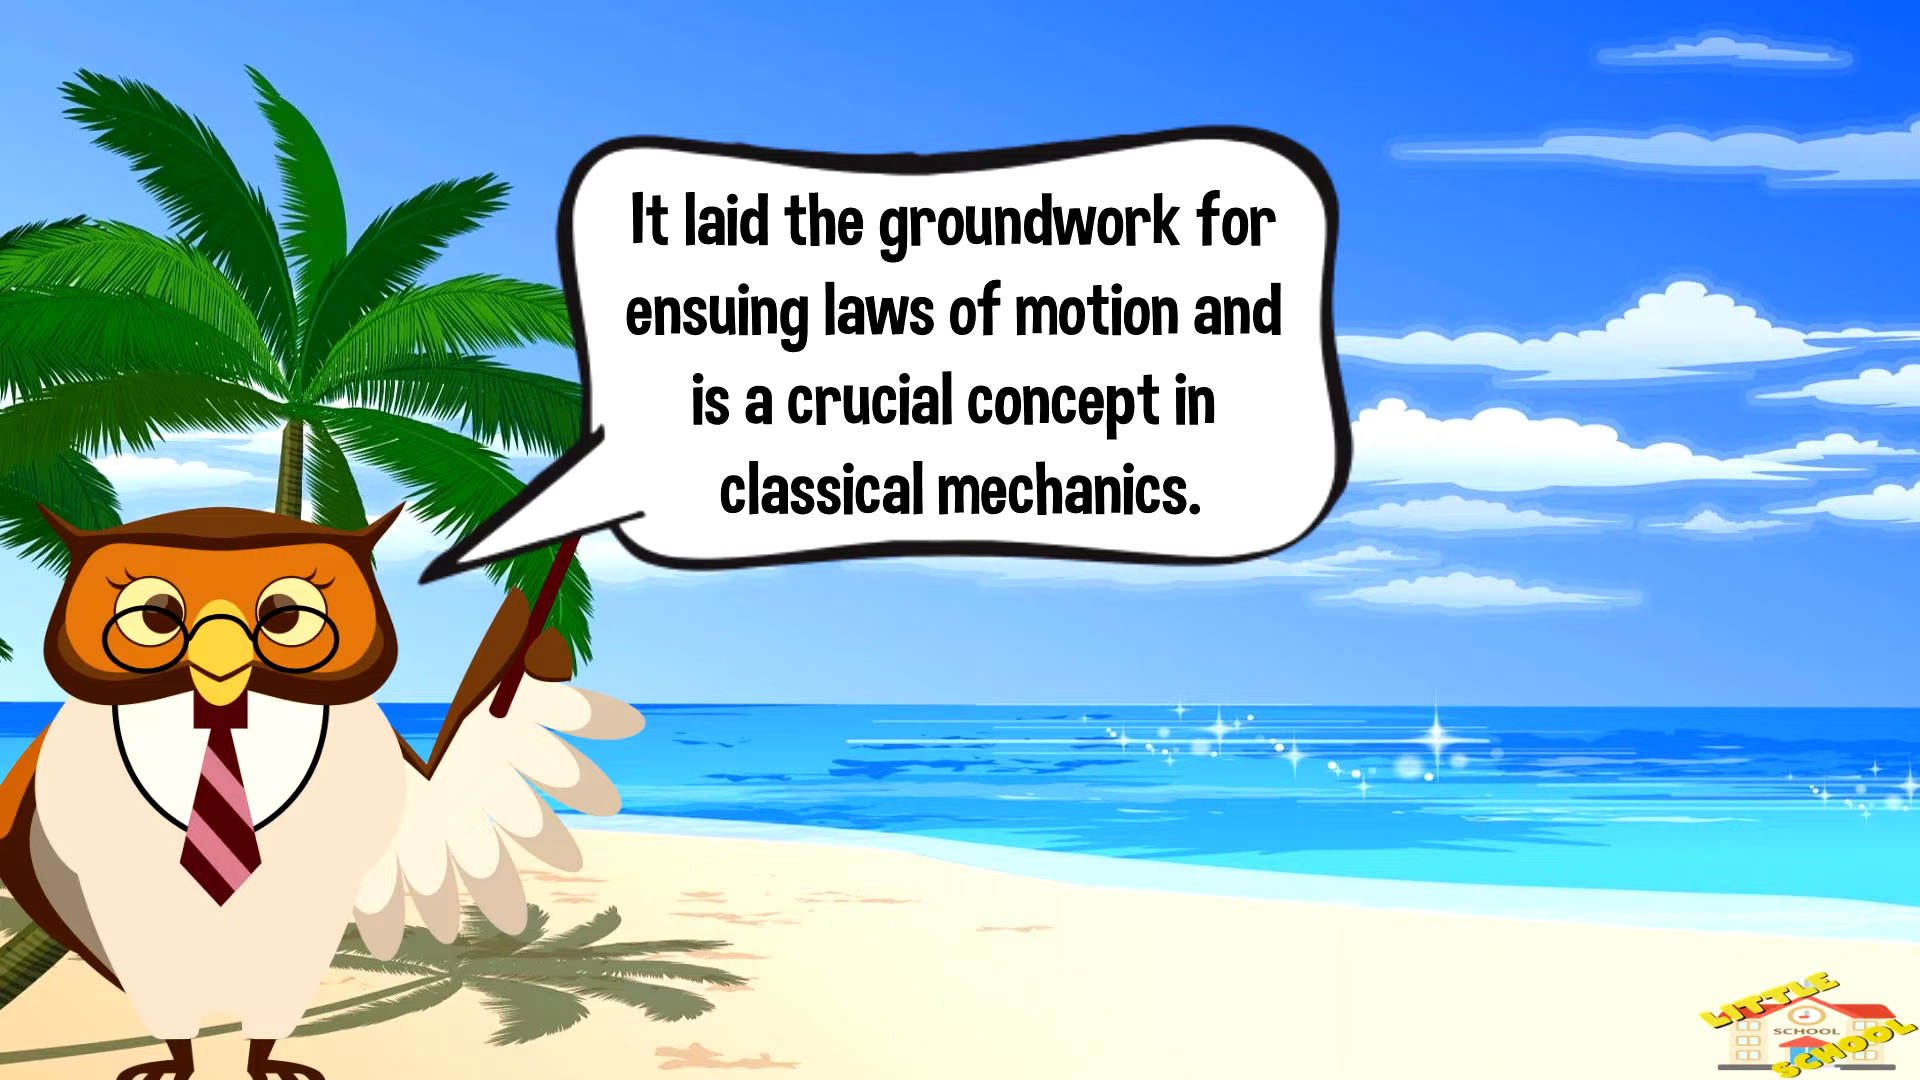 It laid the groundwork for
ensuing laws of motion and
is a crucial concept in
classical mechanics.
LITTLE
SCHOOL
SCHOOL